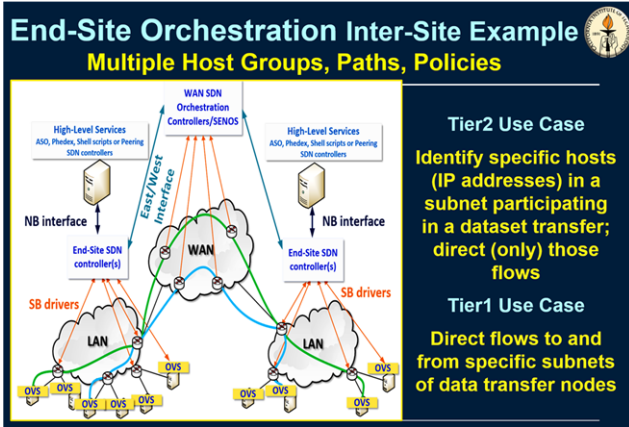 End-Site Orchestration Inter-Site Example
Multiple Host Groups, Paths, Policies
WAN SDN
Orchestration
Controllers/SENOS
High-Level Services
ASO, Phedex, Shell scripts or Peering
SDN controllers
High-Level Services
ASO, Phedex, Shell scripts or Peering
SDN controllers
East/West
Interface
NB interface
NB interface
End-Site SDN
controller(s)
WAN
End-Site SDN
controller(s)
SB drivers
SB drivers
LAN
LAN
OVS
OVS
OVS
OVS
OVS
OVS
OVS
OVS
OVS
Tier2 Use Case
Identify specific hosts
(IP addresses) in a
subnet participating
in a dataset transfer;
direct (only) those
flows
Tier1 Use Case
Direct flows to and
from specific subnets
of data transfer nodes